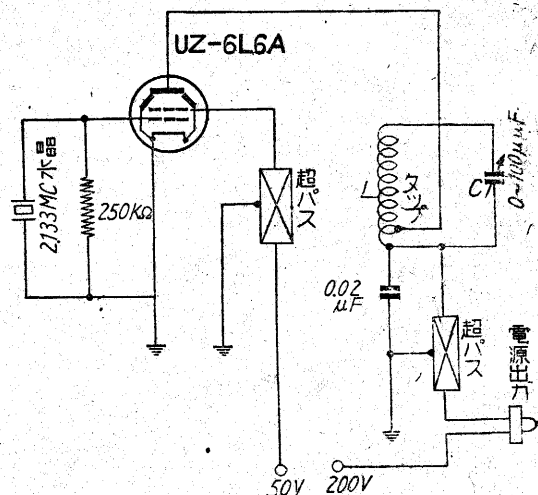 UZ-6L6A
2,133MC水晶
250KΩ
超パス
L
タップ
C
0~100μμF
0.02
μF
超パス
電源出力
50V
200V